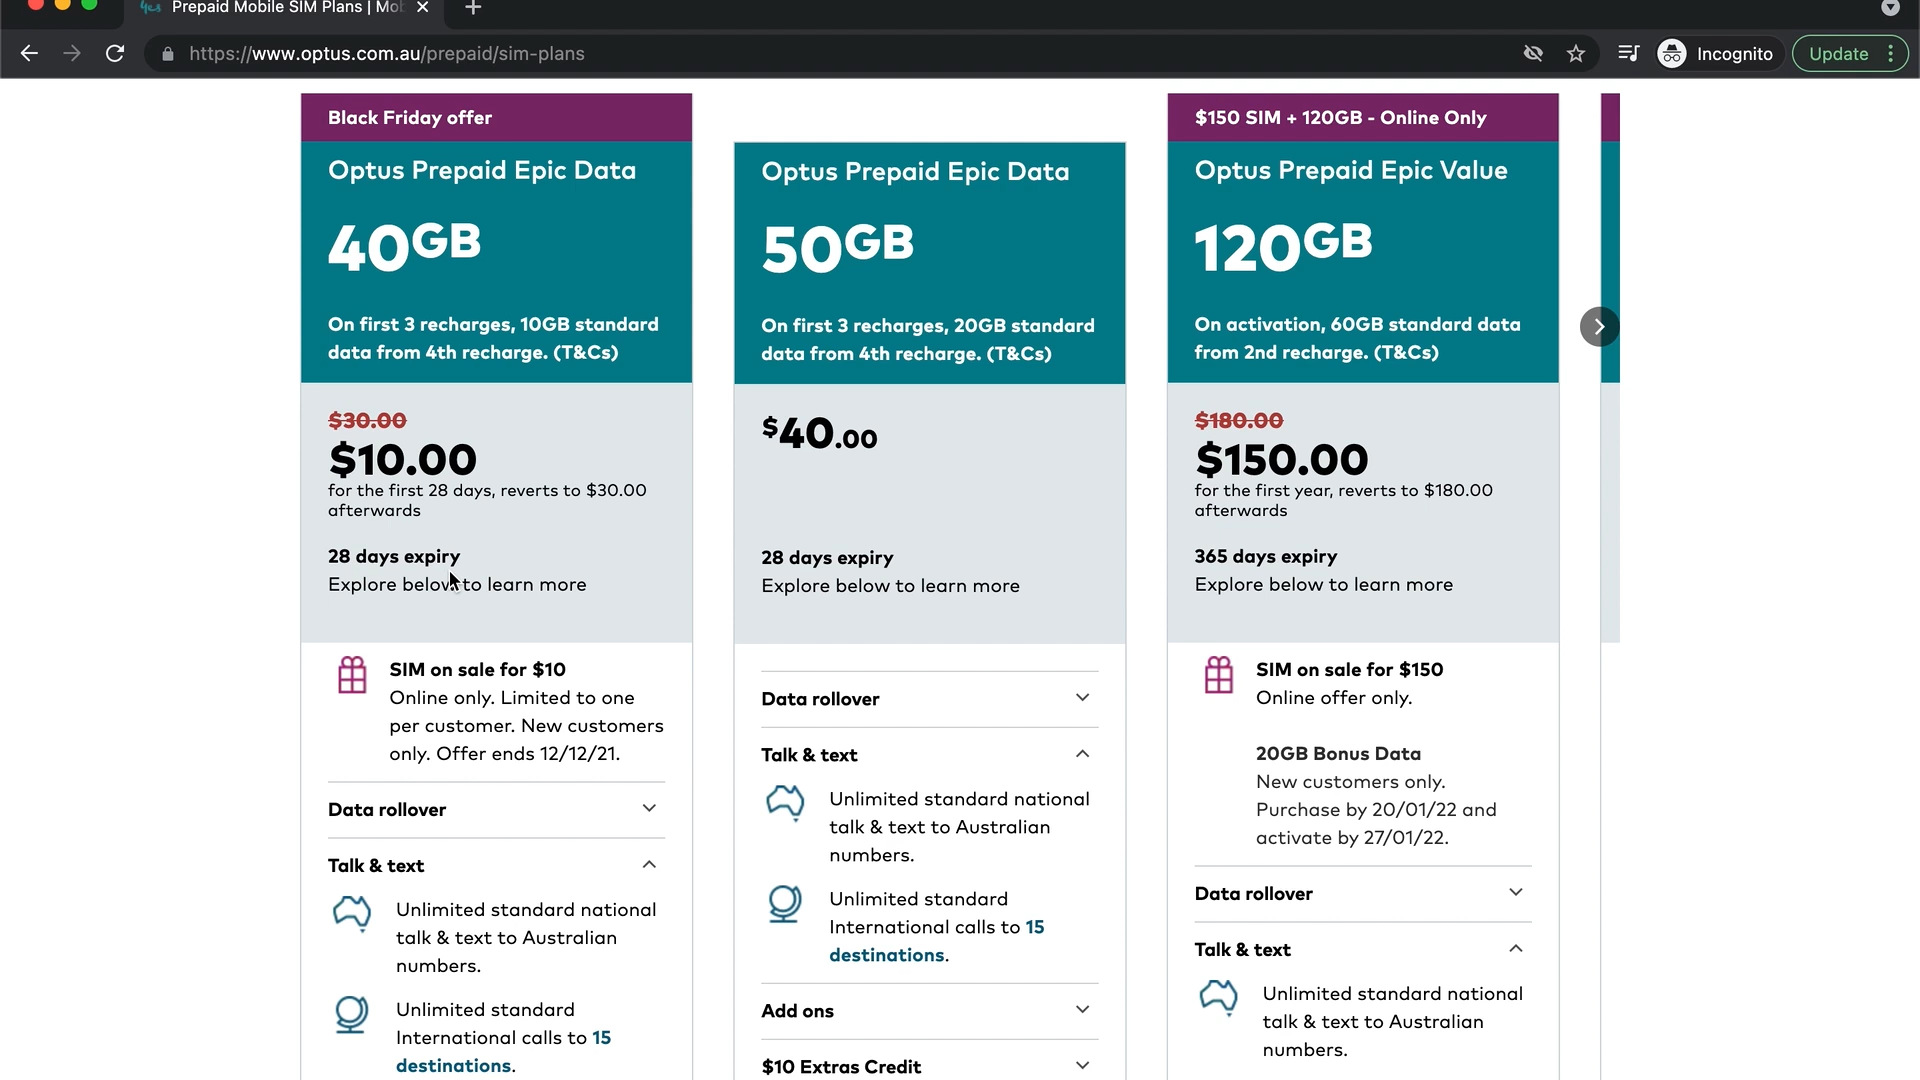 yes Prepaid Mobile SIM Plans | Mob
https://www.optus.com.au/prepaid/sim-plans
Incognito
Update
Black Friday offer
Optus Prepaid Epic Data
40GB
On first 3 recharges, 10GB standard
data from 4th recharge. (T&Cs)
$30.00
$10.00
for the first 28 days, reverts to $30.00
afterwards
28 days expiry
Explore below to learn more
SIM on sale for $10
Online only. Limited to one
per customer. New customers
only. Offer ends 12/12/21.
Data rollover
Talk & text
Unlimited standard national
talk & text to Australian
numbers.
Unlimited standard
International calls to 15
destinations.
Optus Prepaid Epic Data
50GB
On first 3 recharges, 20GB standard
data from 4th recharge. (T&Cs)
$40.00
28 days expiry
Explore below to learn more
Data rollover
Talk & text
Unlimited standard national
talk & text to Australian
numbers.
Unlimited standard
International calls to 15
destinations.
Add ons
$10 Extras Credit
$150 SIM + 120GB - Online Only
Optus Prepaid Epic Value
120GB
On activation, 60GB standard data
from 2nd recharge. (T&Cs)
$180.00
$150.00
for the first year, reverts to $180.00
afterwards
365 days expiry
Explore below to learn more
SIM on sale for $150
Online offer only.
20GB Bonus Data
New customers only.
Purchase by 20/01/22 and
activate by 27/01/22.
Data rollover
Talk & text
Unlimited standard national
talk & text to Australian
numbers.